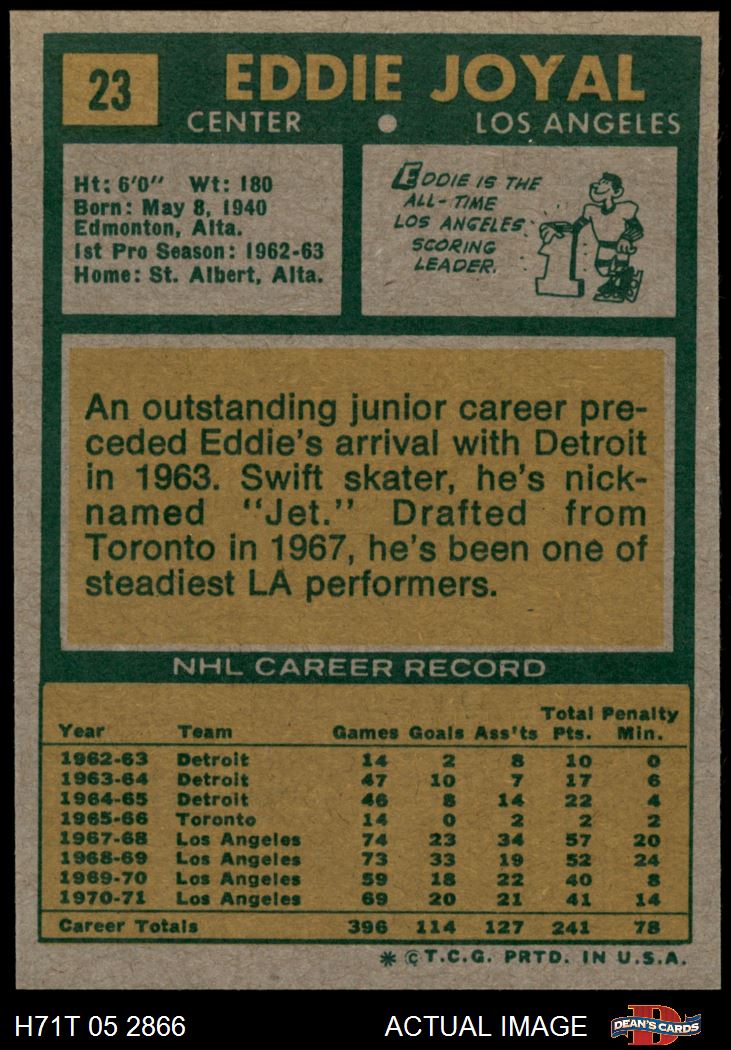 23
EDDIE JOYAL
CENTER • LOS ANGELES
Ht: 6'0" Wt: 180
Born: May 8, 1940
Edmonton, Alta.
1st Pro Season: 1962-63
Home: St. Albert, Alta.
EDDIE IS THE
ALL-TIME
LOS ANGELES
SCORING
LEADER.
1
An outstanding junior career pre-
ceded Eddie's arrival with Detroit
in 1963. Swift skater, he's nick-
named "Jet." Drafted from
Toronto in 1967, he's been one of
steadiest LA performers.
NHL CAREER RECORD
Year Team Games Goals Ass'ts Total Pts. Penalty Min.
1962-63 Detroit 14 2 8 10 0
1963-64 Detroit 47 10 7 17 6
1964-65 Detroit 46 8 14 22 4
1965-66 Toronto 14 0 2 2 2
1967-68 Los Angeles 74 23 34 57 20
1968-69 Los Angeles 73 33 19 52 24
1969-70 Los Angeles 59 18 22 40 8
1970-71 Los Angeles 69 20 21 41 14
Career Totals 396 114 127 241 78
* © T.C.G. PRTD. IN U.S.A.
H71T 05 2866 ACTUAL IMAGE
D
DEAN'S CARDS